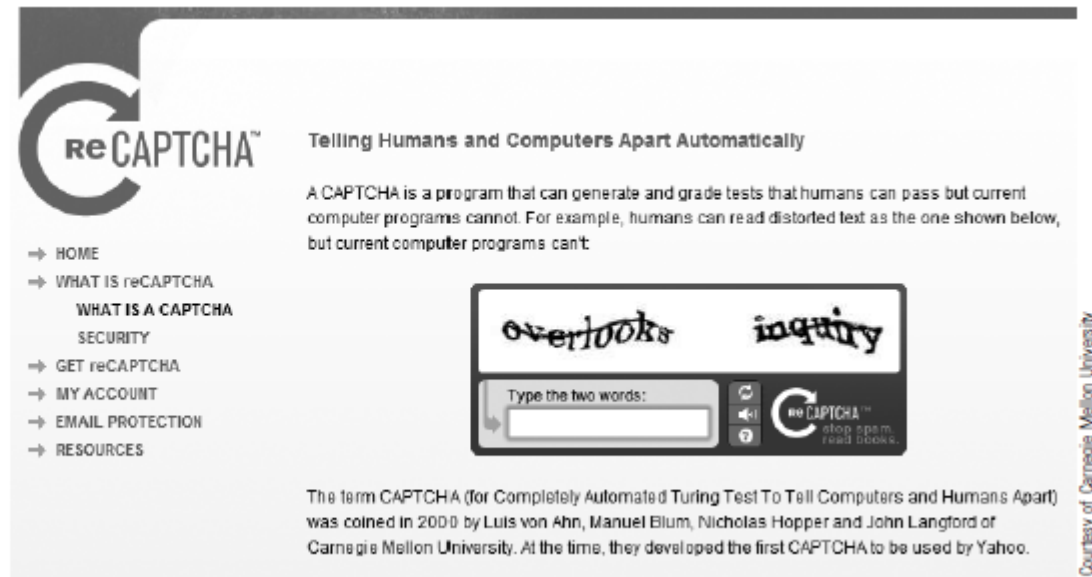 reCAPTCHA™
HOME
WHAT IS reCAPTCHA
WHAT IS A CAPTCHA
SECURITY
GET reCAPTCHA
MY ACCOUNT
EMAIL PROTECTION
RESOURCES
Telling Humans and Computers Apart Automatically
A CAPTCHA is a program that can generate and grade tests that humans can pass but current
computer programs cannot. For example, humans can read distorted text as the one shown below,
but current computer programs can't:
overlooks inquiry
Type the two words:
reCAPTCHA™
stop spam.
read books.
The term CAPTCHA (for Completely Automated Turing Test To Tell Computers and Humans Apart)
was coined in 2000 by Luis von Ahn, Manuel Blum, Nicholas Hopper and John Langford of
Carnegie Mellon University. At the time, they developed the first CAPTCHA to be used by Yahoo.
Courtesy of Carnegie Mellon University